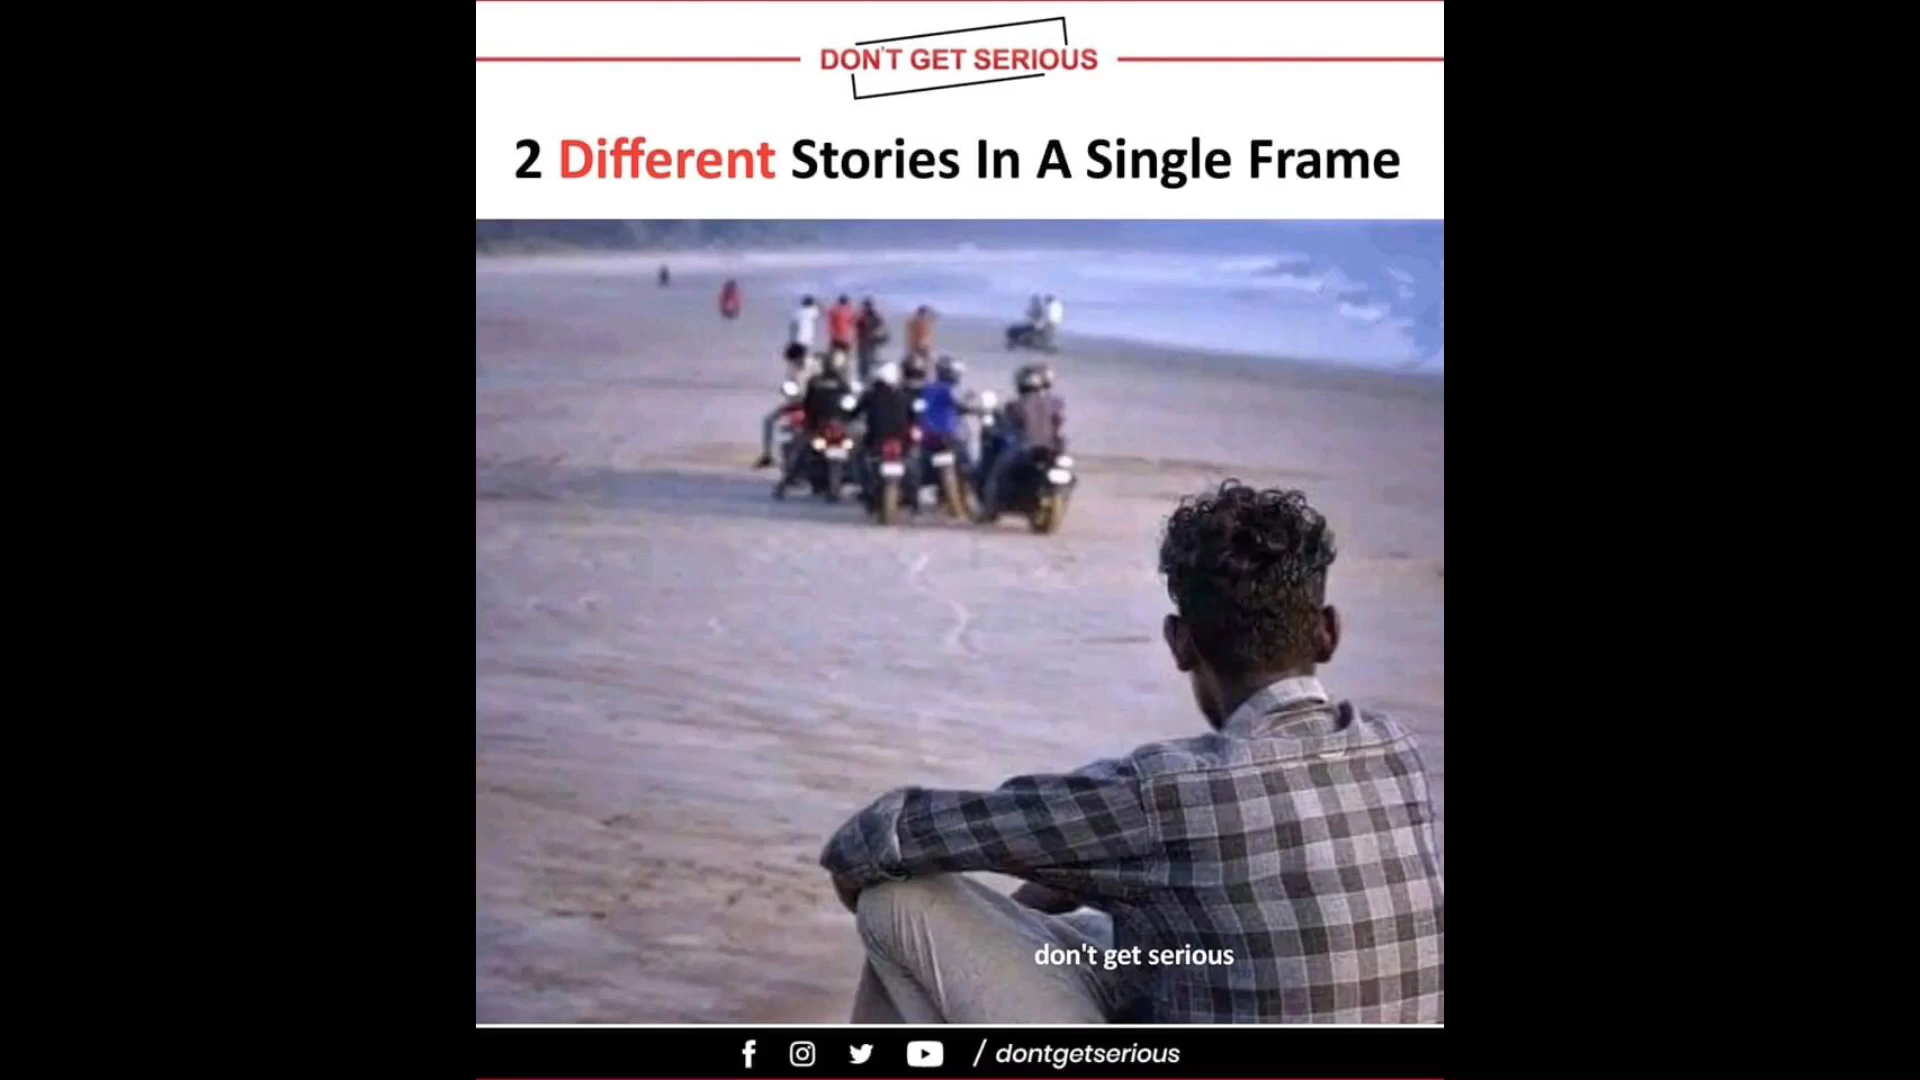 DON'T GET SERIOUS
2 Different Stories In A Single Frame
don't get serious
/ dontgetserious